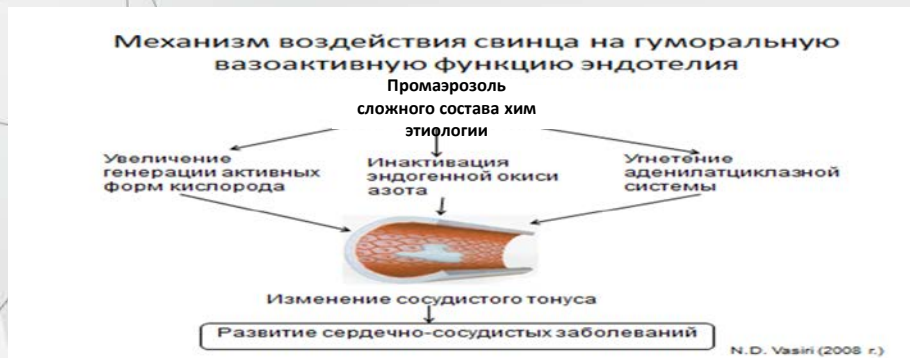 Механизм воздействия свинца на гуморальную
вазоактивную функцию эндотелия
Промаэрозоль
сложного состава хим
этиологии
Увеличение
генерации активных
форм кислорода
Инактивация
эндогенной окиси
азота
Угнетение
аденилатциклазной
системы
Изменение сосудистого тонуса
Развитие сердечно-сосудистых заболеваний
N.D. Vasiri (2008 г.)